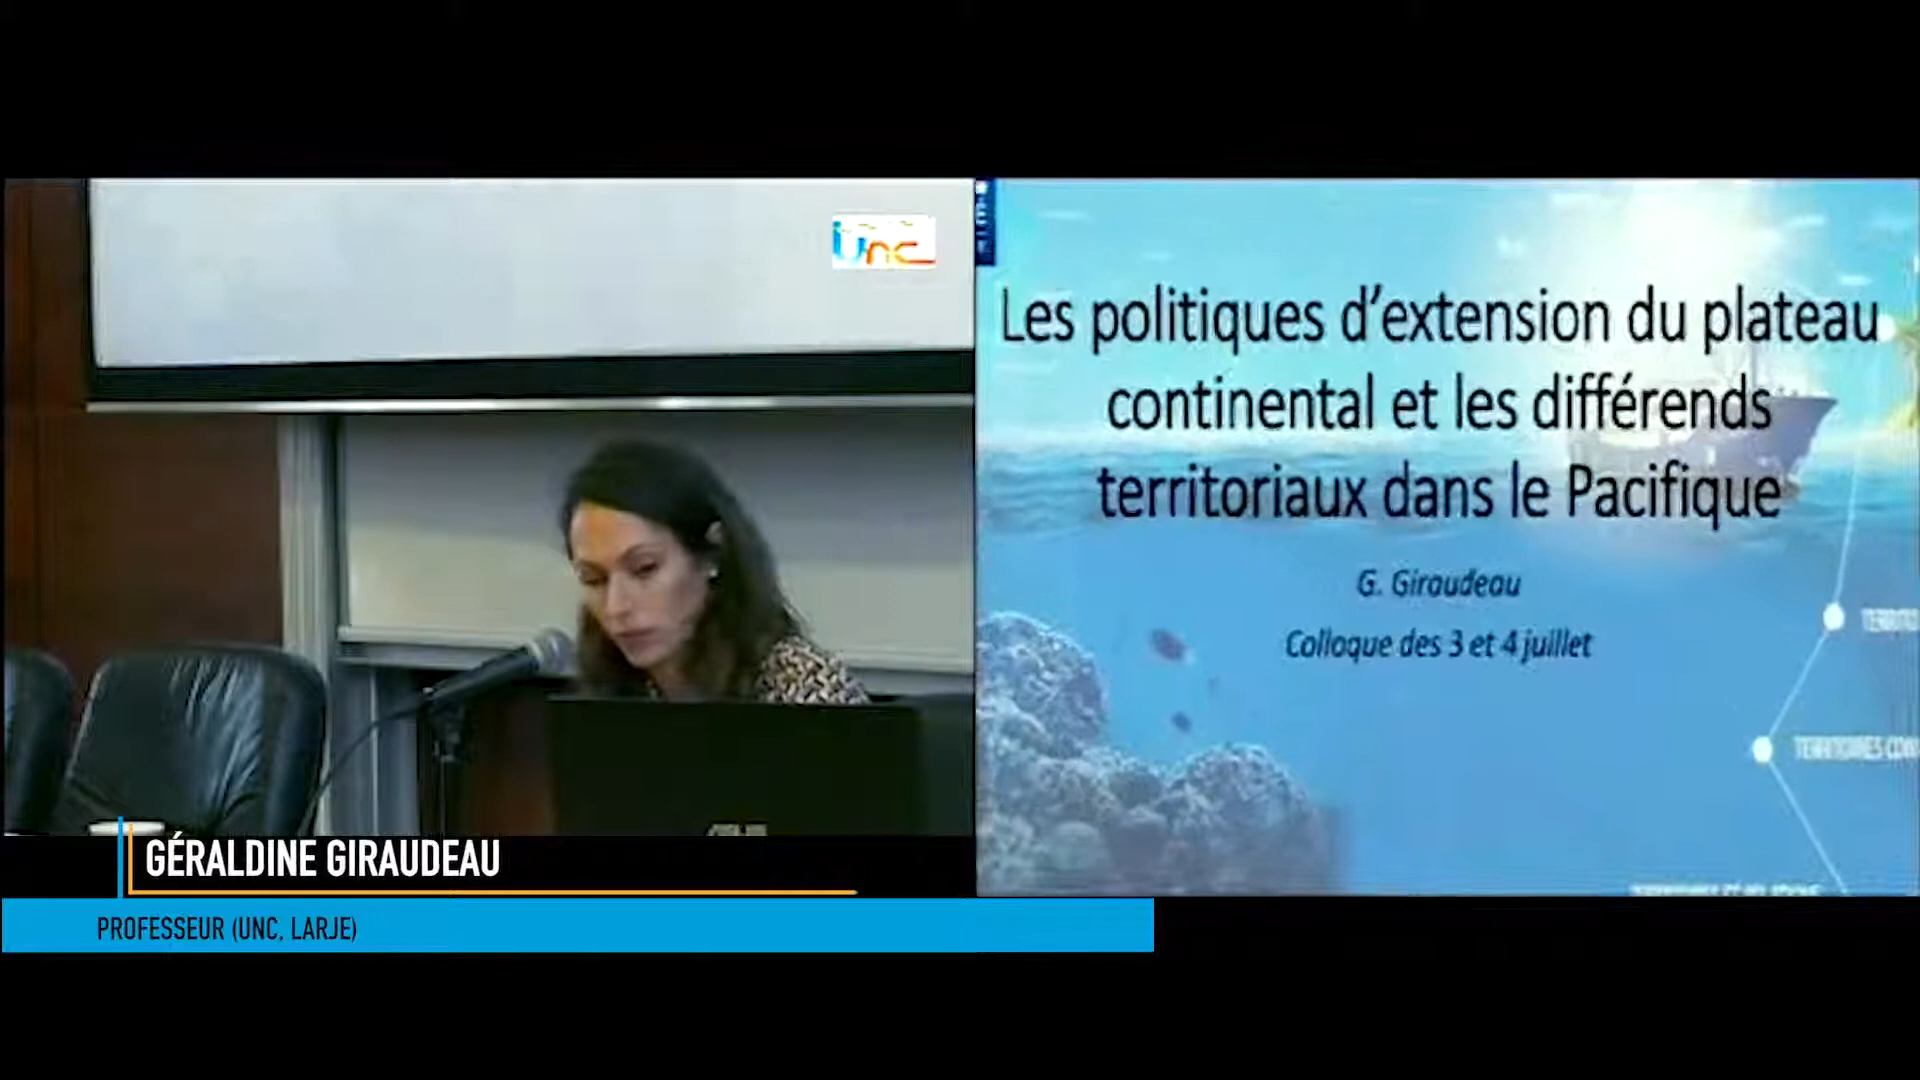 Unc
Les politiques d'extension du plateau
continental et les différends
territoriaux dans le Pacifique
G. Giraudeau
Colloque des 3 et 4 juillet
GÉRALDINE GIRAUDEAU
PROFESSEUR (UNC, LARJE)